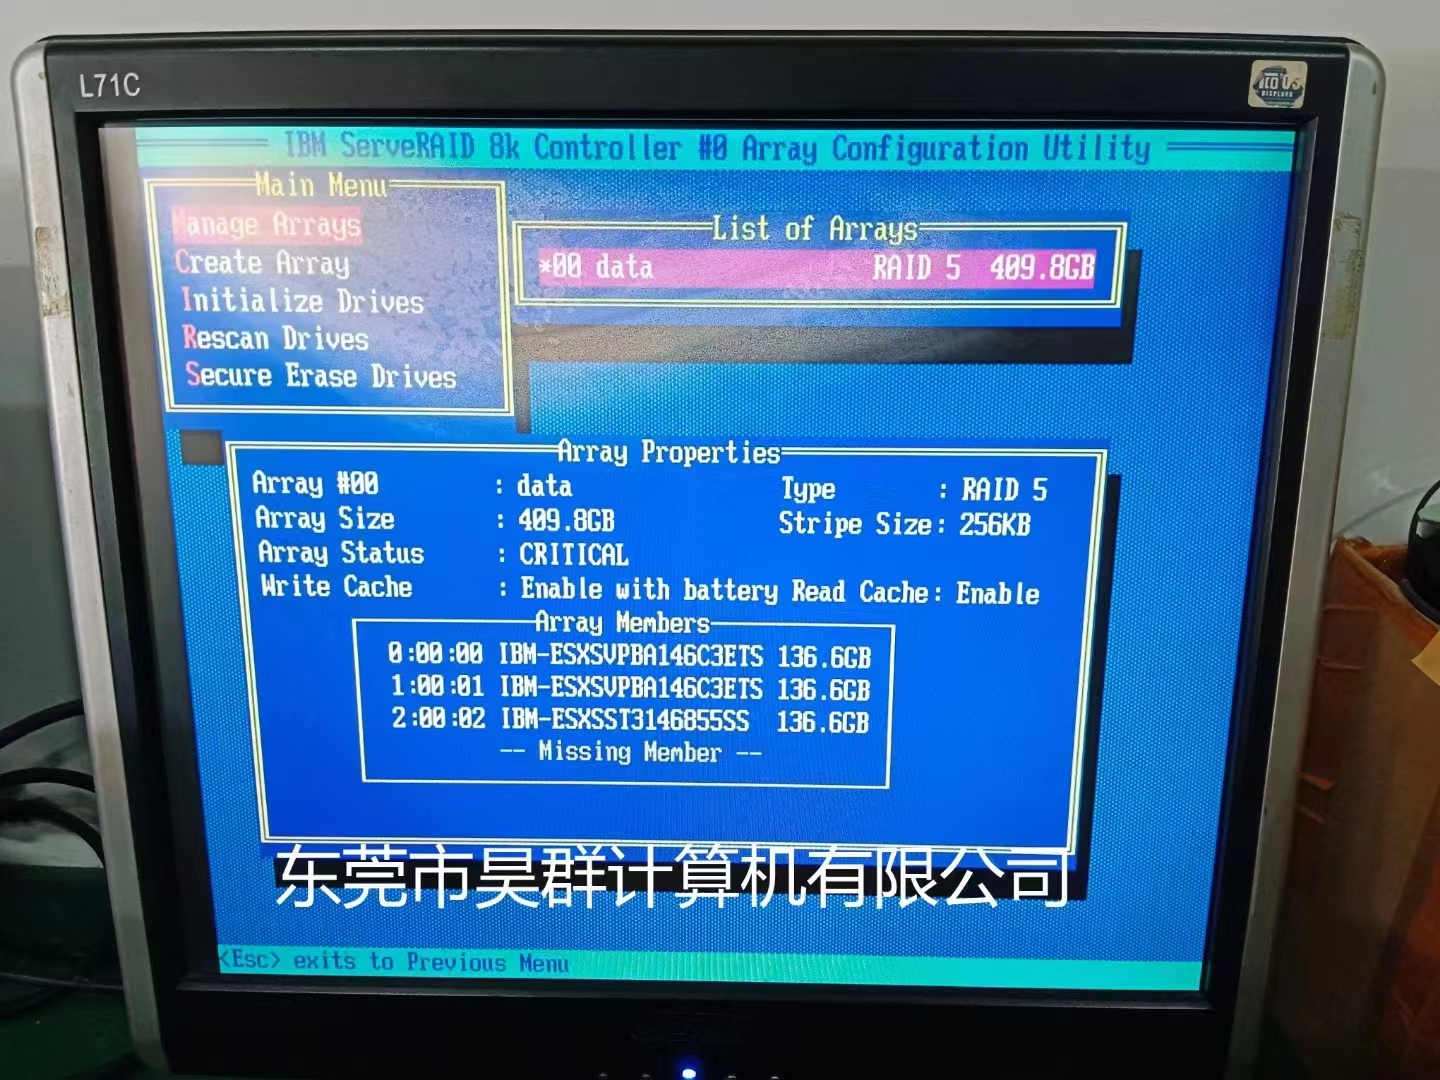 L71C
TCO'03
DISPLAYS
IBM ServeRAID 8k Controller #0 Array Configuration Utility
Main Menu
Manage Arrays
Create Array
Initialize Drives
Rescan Drives
Secure Erase Drives
List of Arrays
*00 data RAID 5 409.8GB
Array Properties
Array #00 : data Type : RAID 5
Array Size : 409.8GB Stripe Size: 256KB
Array Status : CRITICAL
Write Cache : Enable with battery Read Cache: Enable
Array Members
0:00:00 IBM-ESXSVPBA146C3ETS 136.6GB
1:00:01 IBM-ESXSVPBA146C3ETS 136.6GB
2:00:02 IBM-ESXSST3146855SS 136.6GB
-- Missing Member --
东莞市昊群计算机有限公司
<Esc> exits to Previous Menu